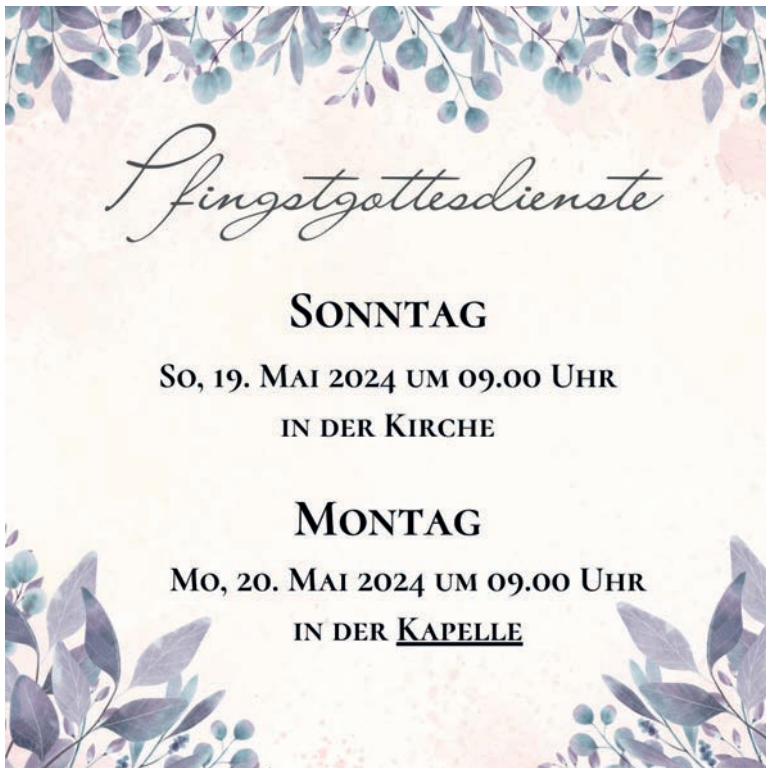 Pfingstgottesdienste
Sonntag
So, 19. Mai 2024 um 09.00 Uhr
in der Kirche
Montag
Mo, 20. Mai 2024 um 09.00 Uhr
in der Kapelle